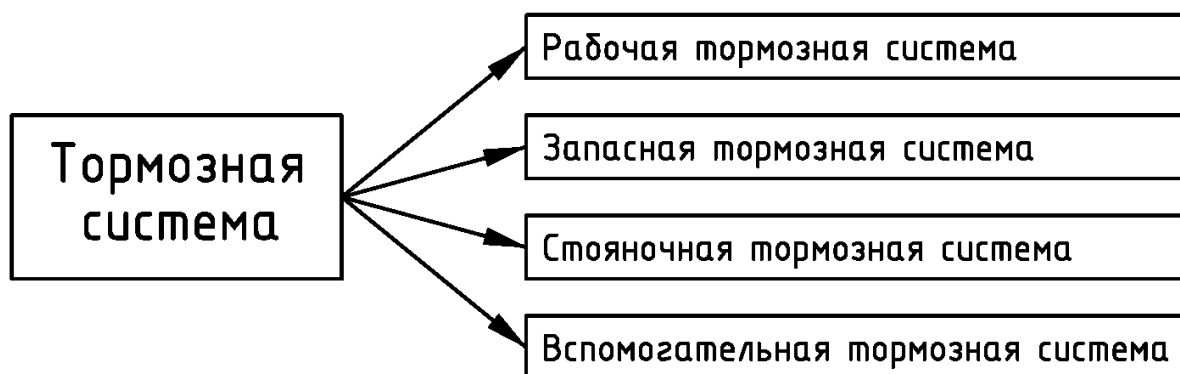 Тормозная
система
Рабочая тормозная система
Запасная тормозная система
Стояночная тормозная система
Вспомогательная тормозная система